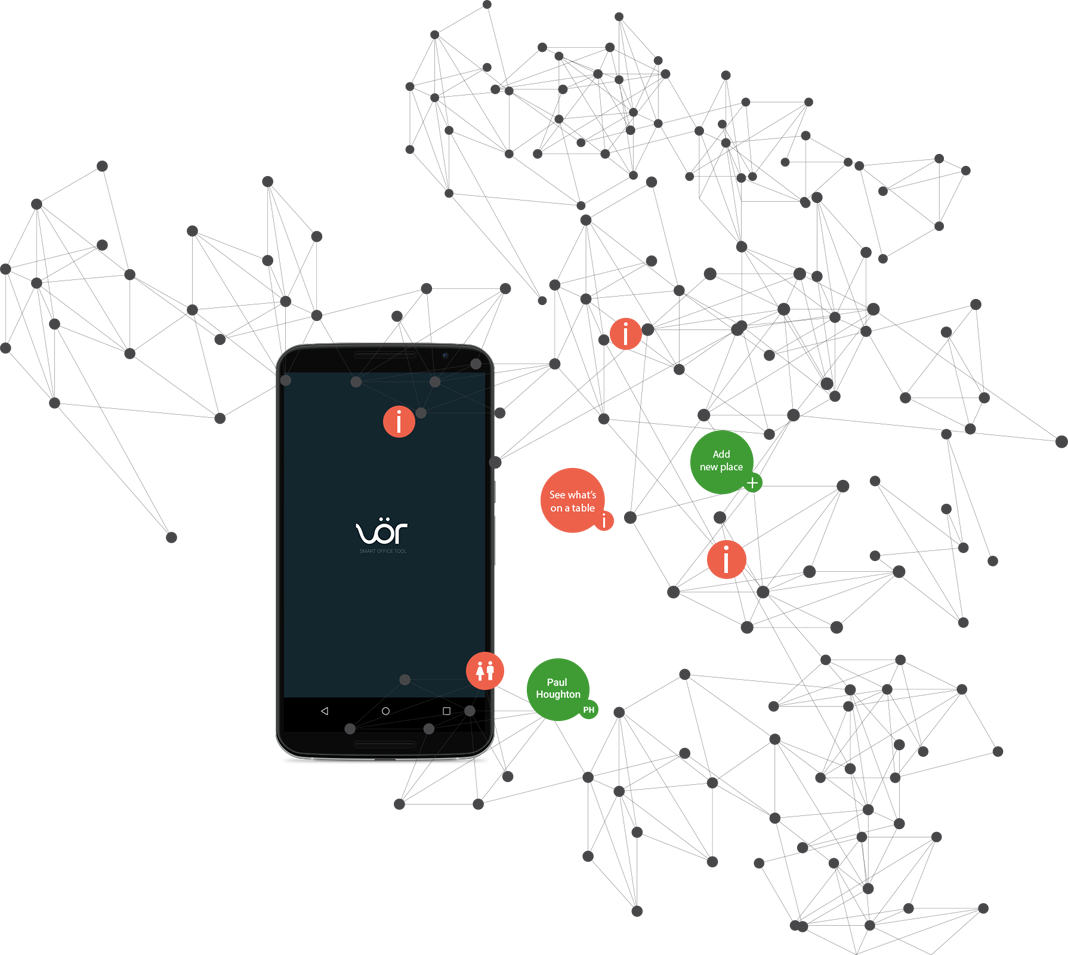 i
i
Add
new place
+
See what's
on a table
i
vör
SMART OFFICE TOOL
i
Paul
Houghton
PH